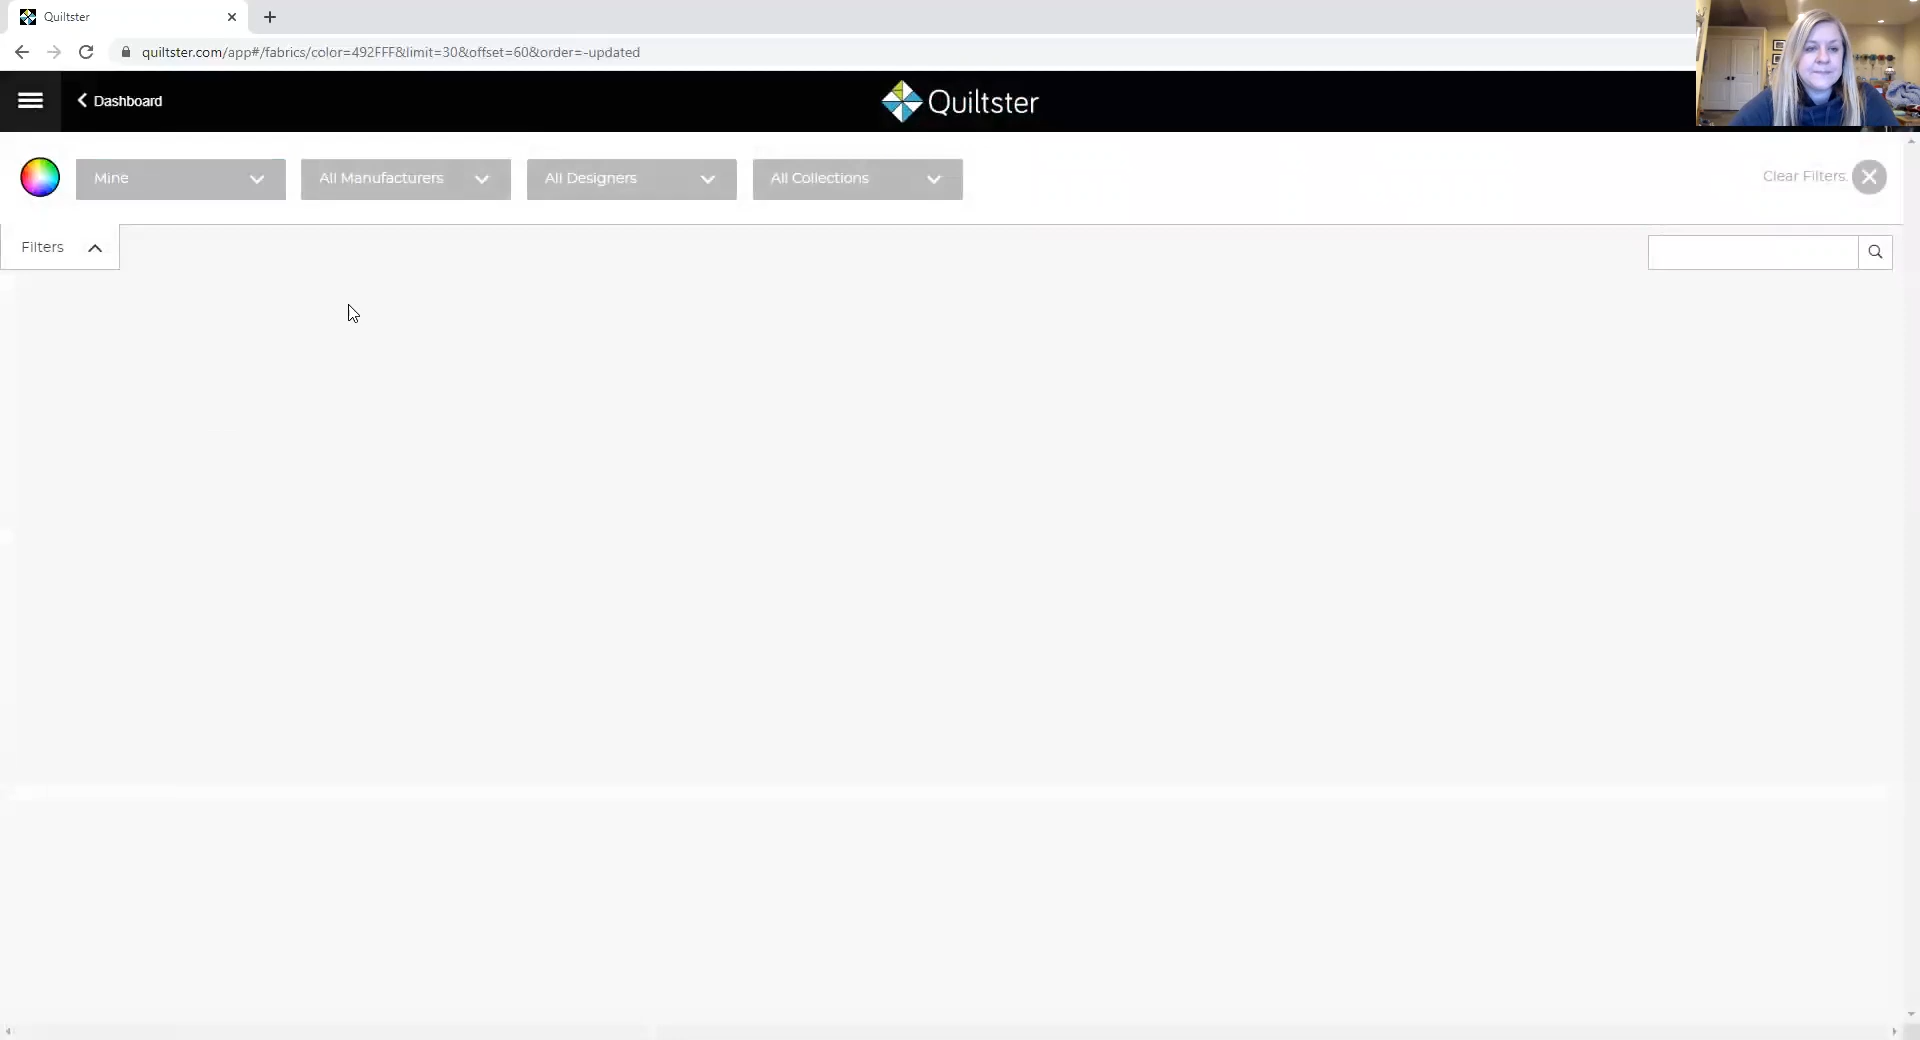 Quiltster
quiltster.com/app#/fabrics/color=492FFF&limit=30&offset=60&order=-updated
Dashboard
Quiltster
Mine
All Manufacturers
All Designers
All Collections
Clear Filters:
Filters